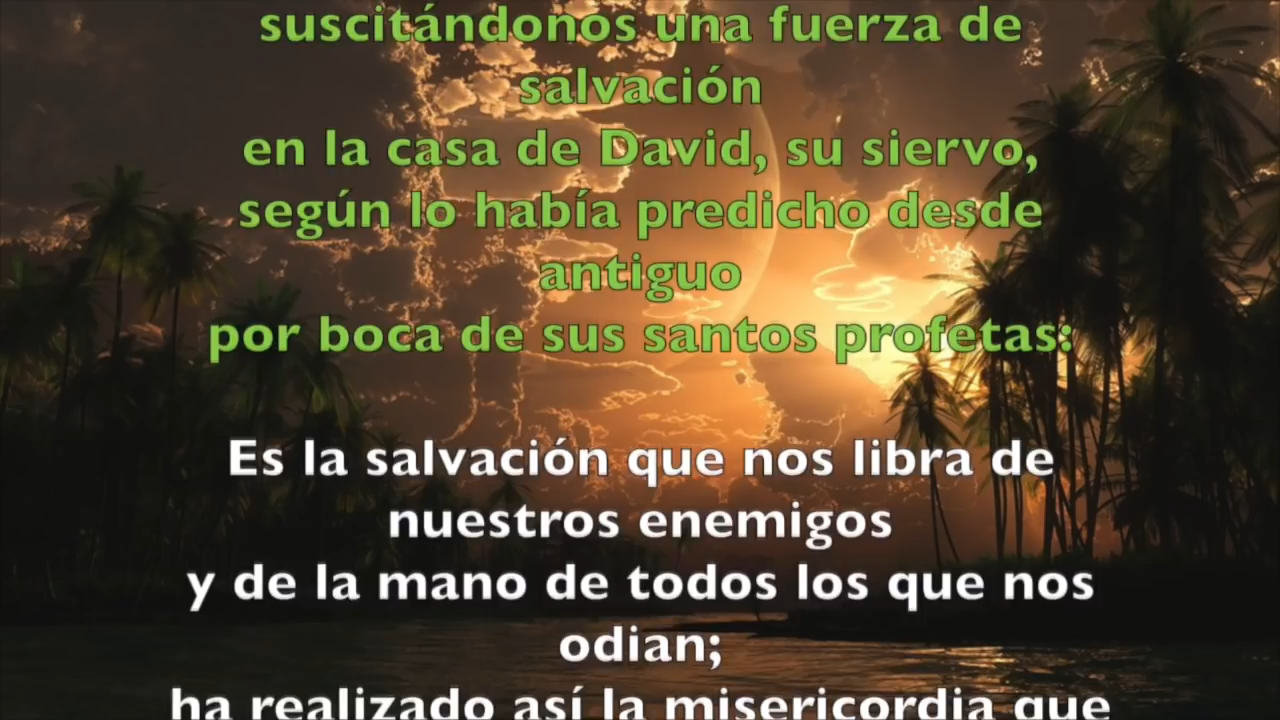 suscitándonos una fuerza de
salvación
en la casa de David, su siervo,
según lo había predicho desde
antiguo
por boca de sus santos profetas:
Es la salvación que nos libra de
nuestros enemigos
y de la mano de todos los que nos
odian;
ha realizado así la misericordia que